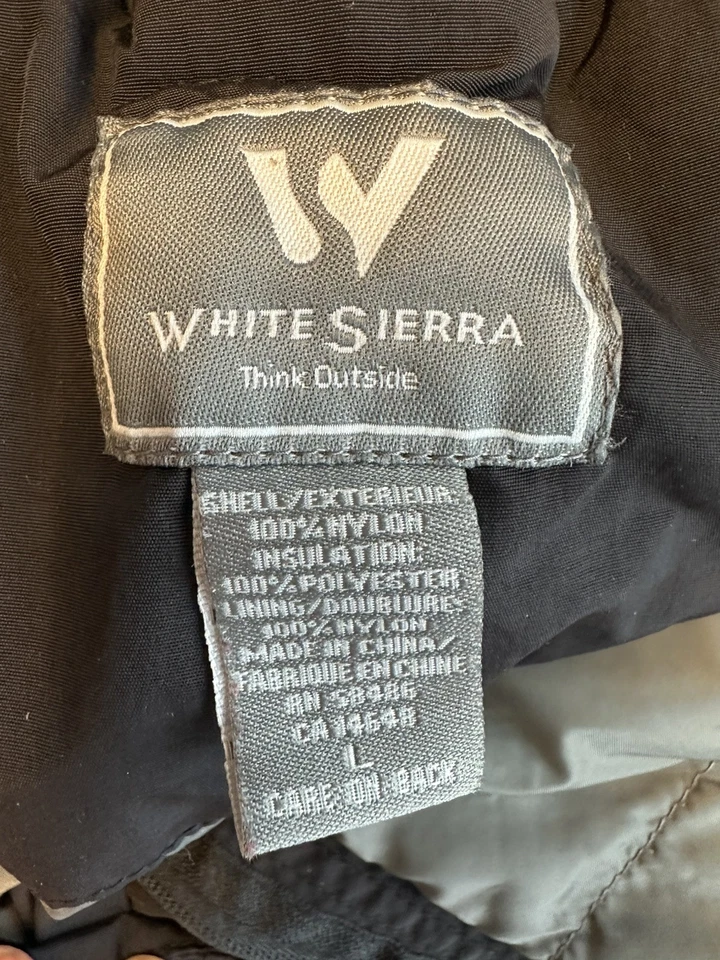 W
WHITE SIERRA
Think Outside
SHELL/EXTERIEUR:
100% NYLON
INSULATION:
100% POLYESTER
LINING/DOUBLURE:
100% NYLON
MADE IN CHINA/
FABRIQUE EN CHINE
RN 58486
CA 14648
L
CARE ON BACK